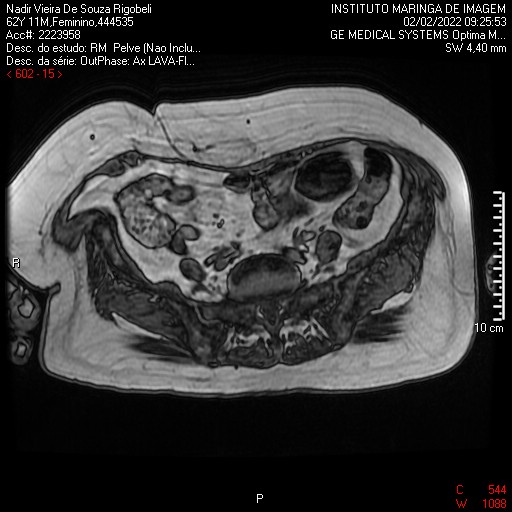 Nadir Vieira De Souza Rigobeli
62Y 11M,Feminino,444535
Acc#: 2223958
Desc. do estudo: RM Pelve (Nao Inclu...
Desc. da série: OutPhase: Ax LAVA-Fl...
< 602 - 15 >
INSTITUTO MARINGA DE IMAGEM
02/02/2022 09:25:53
GE MEDICAL SYSTEMS Optima M...
SW 4,40 mm
R
10 cm
P
C 544
W 1088